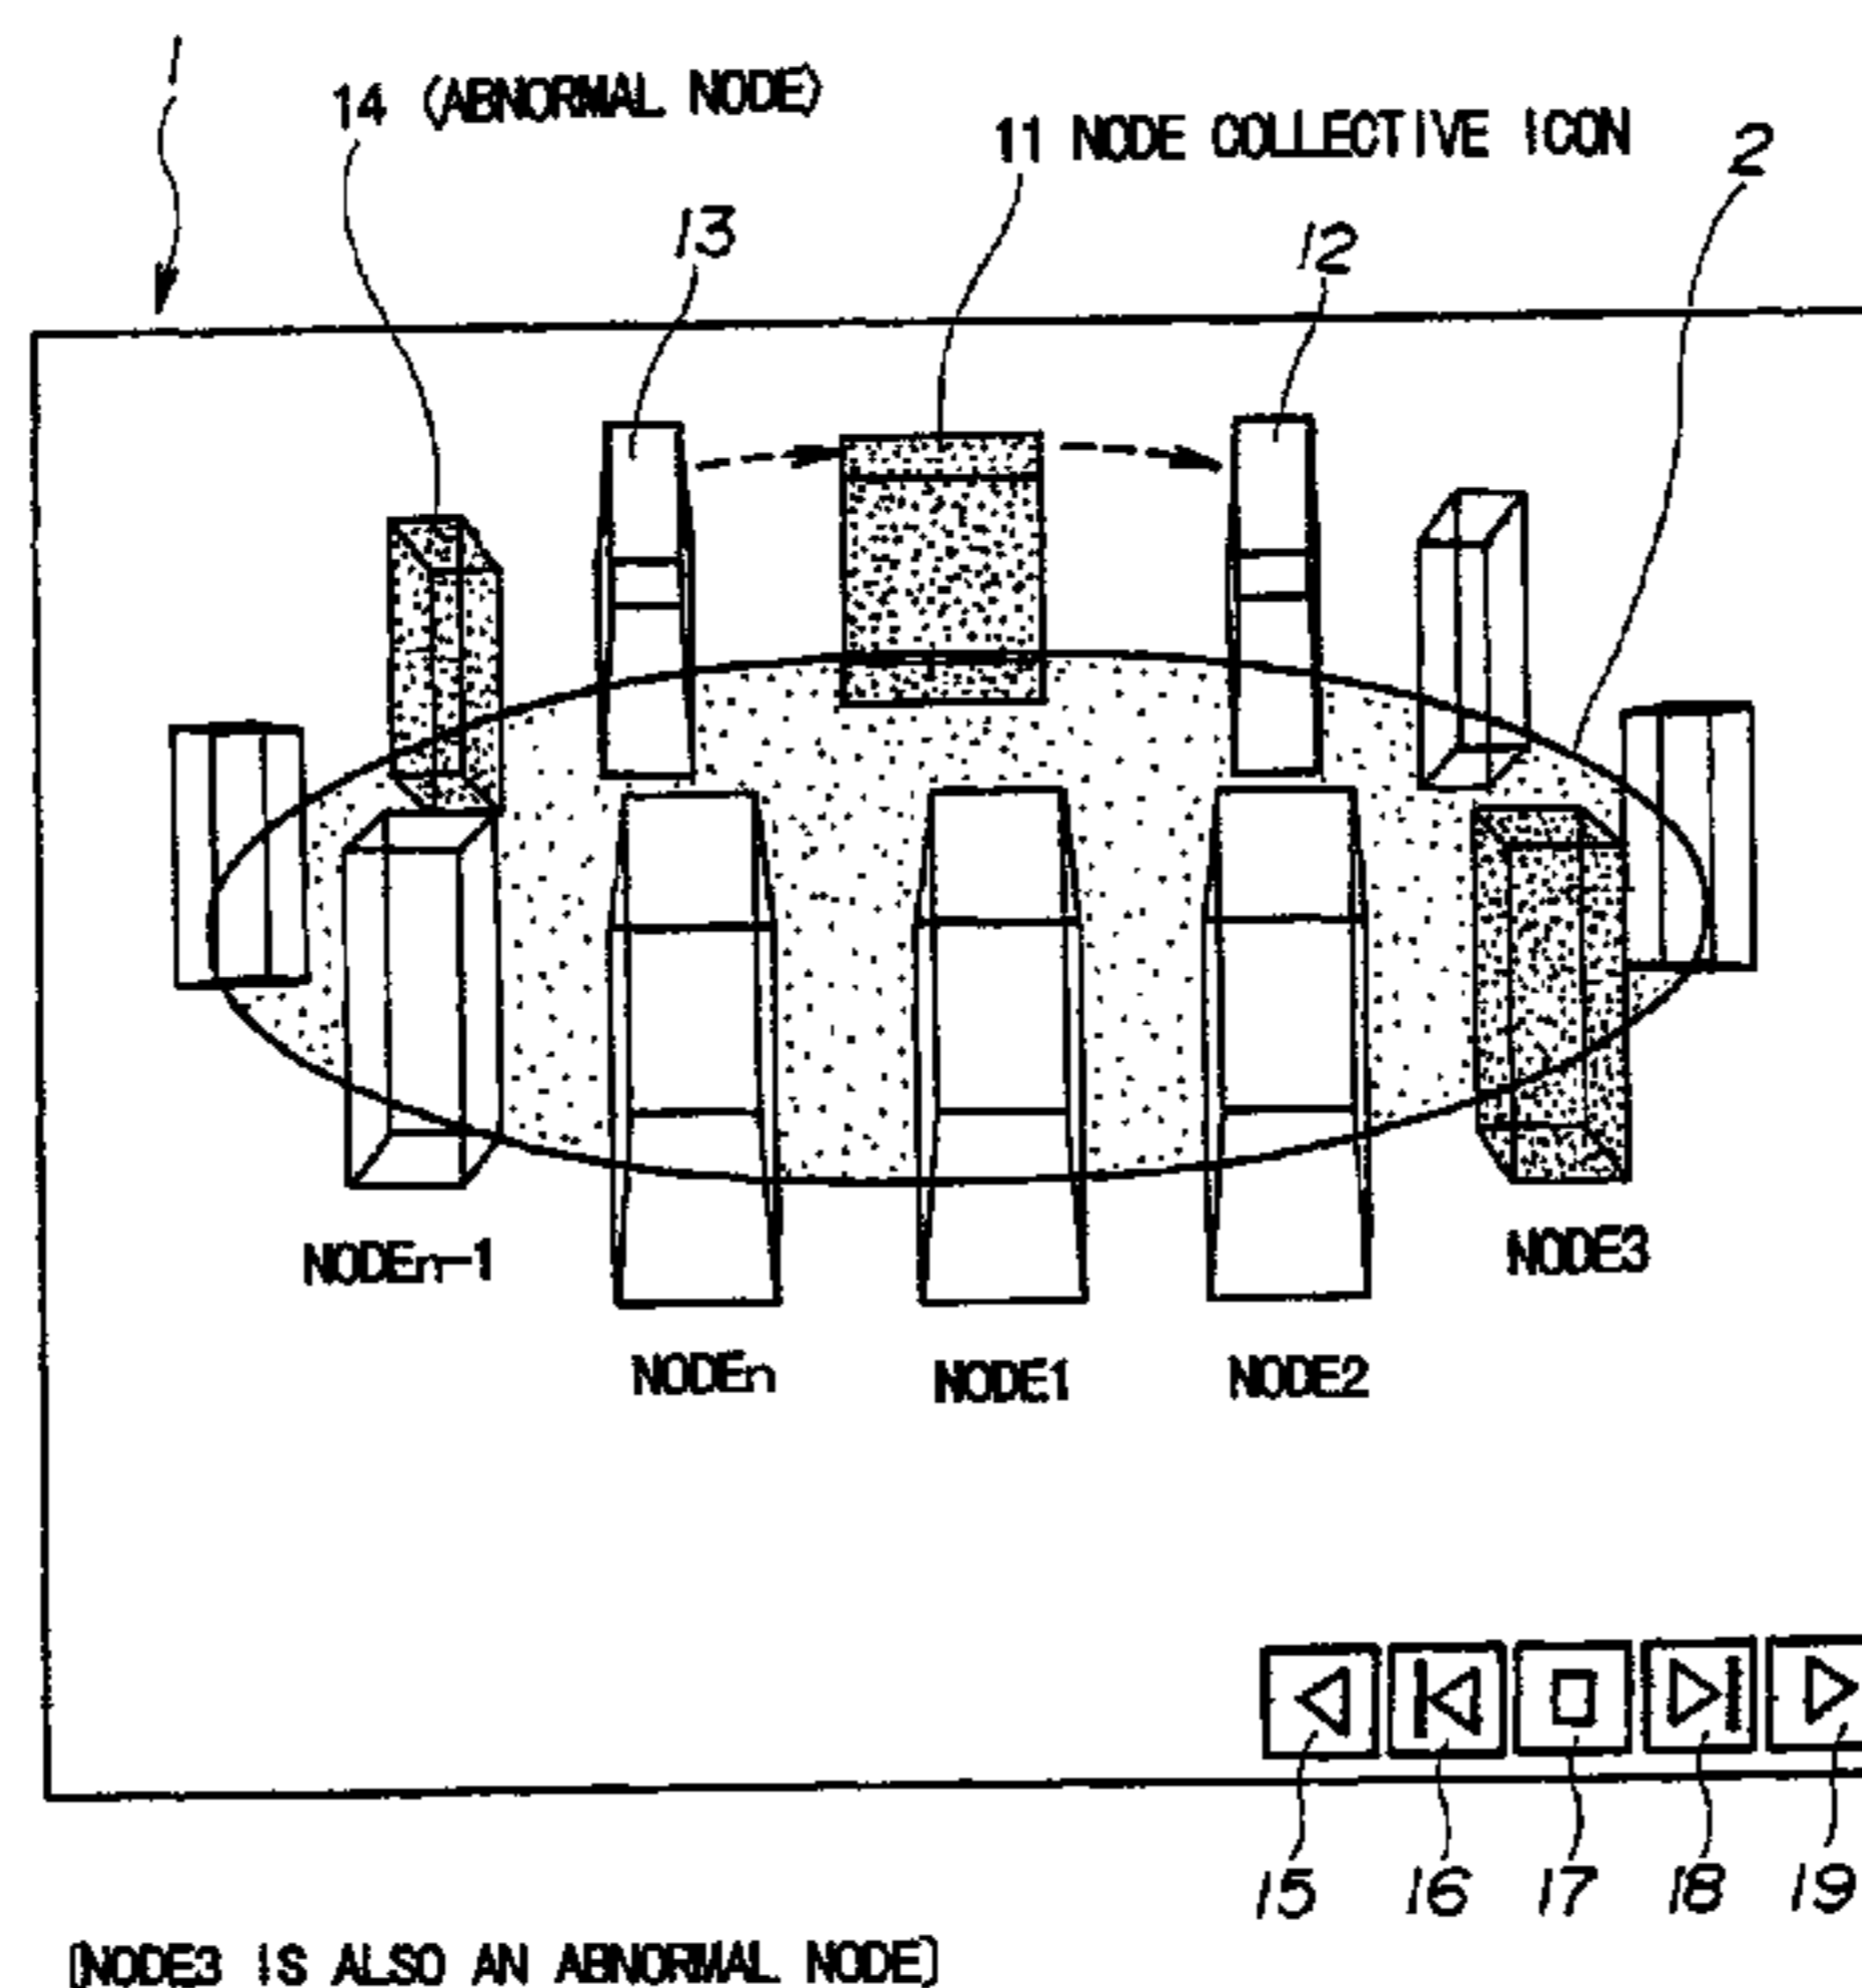 14 (ABNORMAL NODE)
11 NODE COLLECTIVE ICON
2
13
12
NODEn-1
NODE3
NODEn
NODE1
NODE2
15
16
17
18
19
(NODE3 IS ALSO AN ABNORMAL NODE)